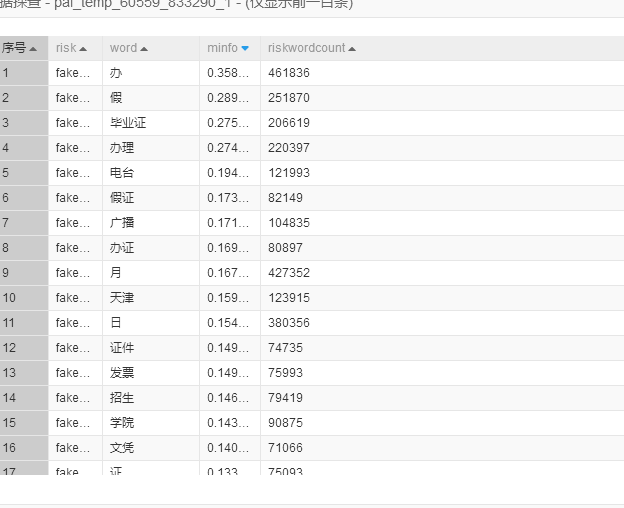 据探查 - pai_temp_60559_833290_1 - (仅显示前一百条)
序号 risk word minfo riskwordcount
1 fake... 办 0.358... 461836
2 fake... 假 0.289... 251870
3 fake... 毕业证 0.275... 206619
4 fake... 办理 0.274... 220397
5 fake... 电台 0.194... 121993
6 fake... 假证 0.173... 82149
7 fake... 广播 0.171... 104835
8 fake... 办证 0.169... 80897
9 fake... 月 0.167... 427352
10 fake... 天津 0.159... 123915
11 fake... 日 0.154... 380356
12 fake... 证件 0.149... 74735
13 fake... 发票 0.149... 75993
14 fake... 招生 0.146... 79419
15 fake... 学院 0.143... 90875
16 fake... 文凭 0.140... 71066
17 fake... 证 0.133... 75093